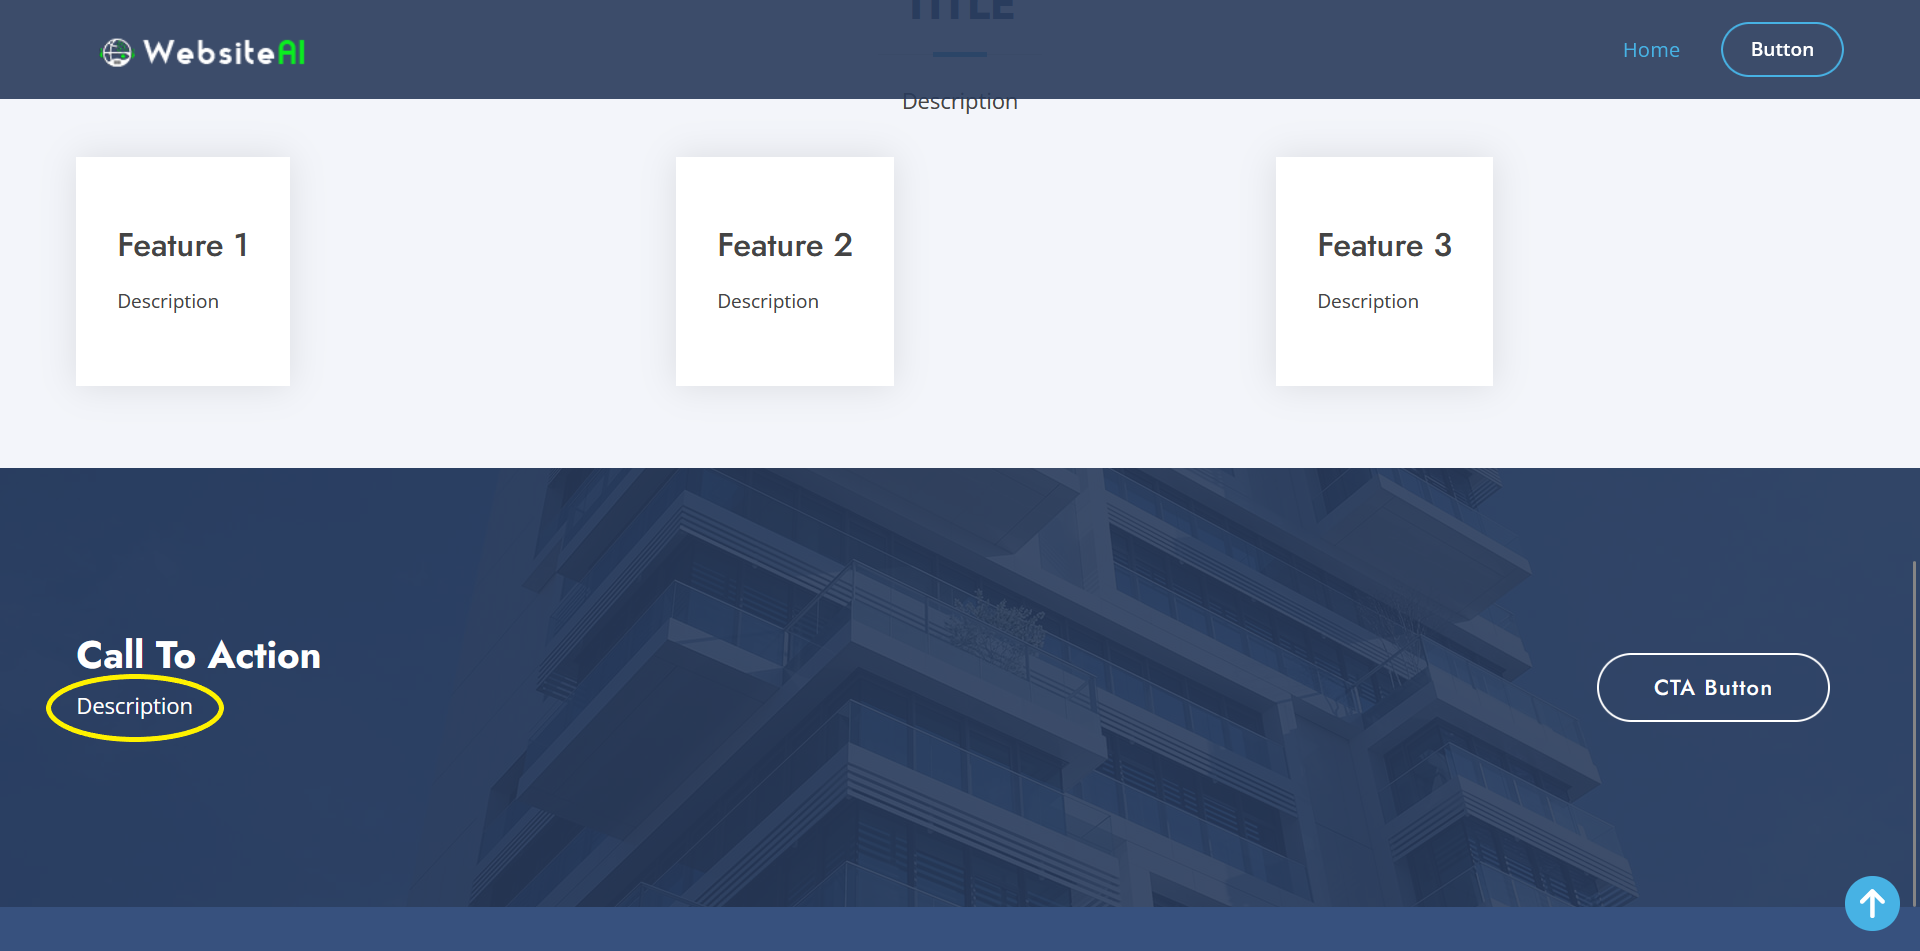 TITLE
WebsiteAI
Home
Button
Description
Feature 1
Description
Feature 2
Description
Feature 3
Description
Call To Action
Description
CTA Button